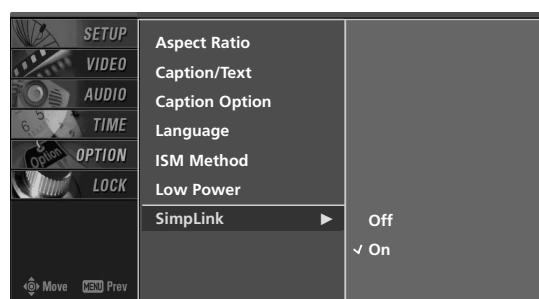 SETUP
VIDEO
AUDIO
TIME
OPTION
LOCK
Move MENU Prev
Aspect Ratio
Caption/Text
Caption Option
Language
ISM Method
Low Power
SimpLink ►
Off
✓ On